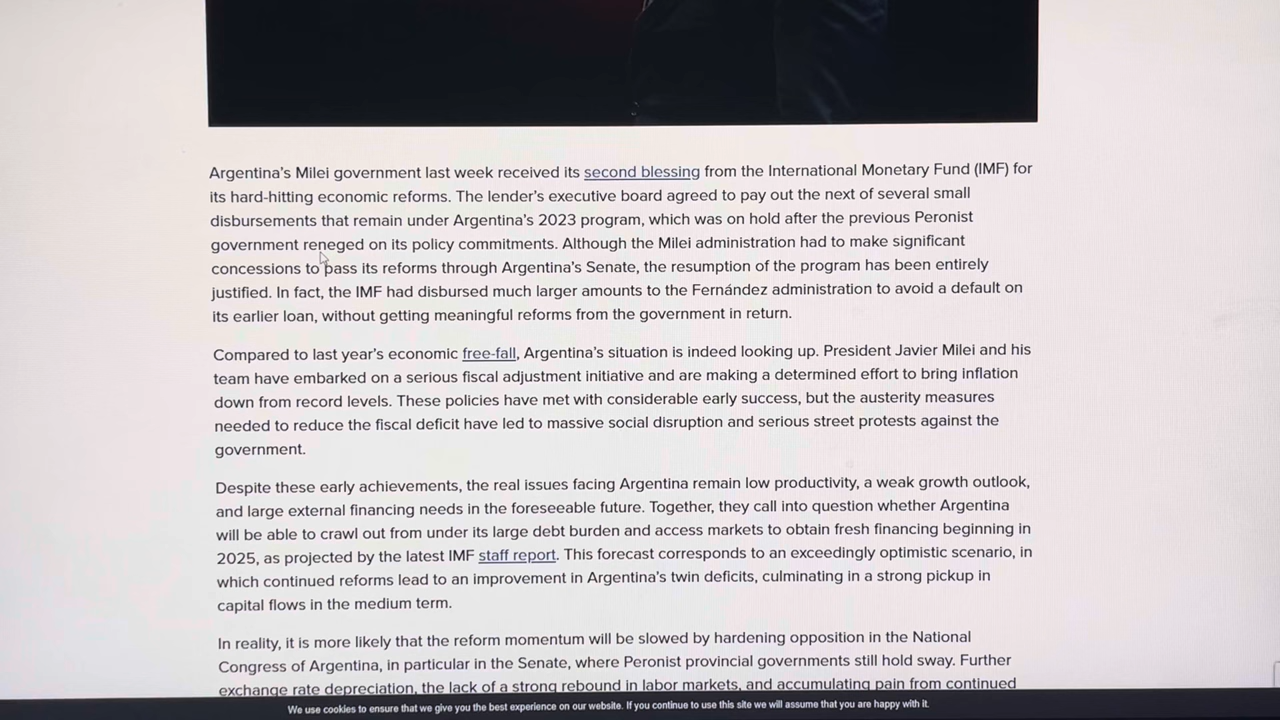 Argentina’s Milei government last week received its second blessing from the International Monetary Fund (IMF) for
its hard-hitting economic reforms. The lender’s executive board agreed to pay out the next of several small
disbursements that remain under Argentina’s 2023 program, which was on hold after the previous Peronist
government reneged on its policy commitments. Although the Milei administration had to make significant
concessions to pass its reforms through Argentina’s Senate, the resumption of the program has been entirely
justified. In fact, the IMF had disbursed much larger amounts to the Fernández administration to avoid a default on
its earlier loan, without getting meaningful reforms from the government in return.
Compared to last year’s economic free-fall, Argentina’s situation is indeed looking up. President Javier Milei and his
team have embarked on a serious fiscal adjustment initiative and are making a determined effort to bring inflation
down from record levels. These policies have met with considerable early success, but the austerity measures
needed to reduce the fiscal deficit have led to massive social disruption and serious street protests against the
government.
Despite these early achievements, the real issues facing Argentina remain low productivity, a weak growth outlook,
and large external financing needs in the foreseeable future. Together, they call into question whether Argentina
will be able to crawl out from under its large debt burden and access markets to obtain fresh financing beginning in
2025, as projected by the latest IMF staff report. This forecast corresponds to an exceedingly optimistic scenario, in
which continued reforms lead to an improvement in Argentina’s twin deficits, culminating in a strong pickup in
capital flows in the medium term.
In reality, it is more likely that the reform momentum will be slowed by hardening opposition in the National
Congress of Argentina, in particular in the Senate, where Peronist provincial governments still hold sway. Further
exchange rate depreciation, the lack of a strong rebound in labor markets, and accumulating pain from continued
We use cookies to ensure that we give you the best experience on our website. If you continue to use this site we will assume that you are happy with it.